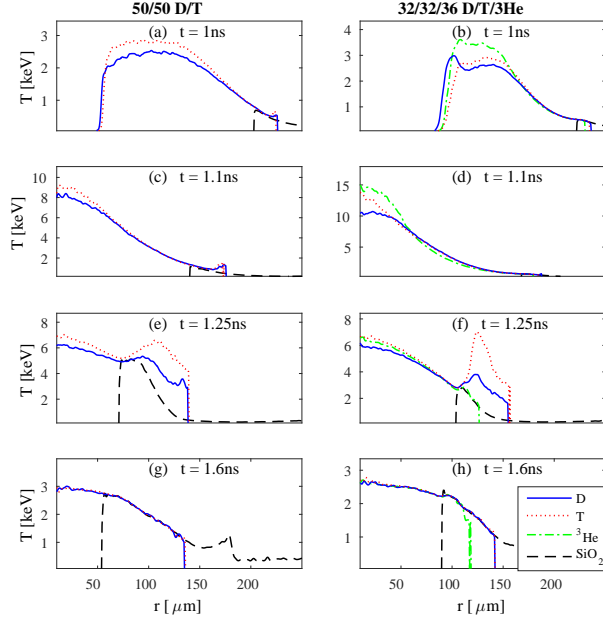 50/50 D/T
32/32/36 D/T/3He
(a) t = 1ns
(b) t = 1ns
T [keV]
3
2
1
4
3
2
1
(c) t = 1.1ns
(d) t = 1.1ns
T [keV]
10
8
6
4
2
15
10
5
(e) t = 1.25ns
(f) t = 1.25ns
T [keV]
8
6
4
2
8
6
4
2
(g) t = 1.6ns
(h) t = 1.6ns
T [keV]
4
3
2
1
3
2
1
D
T
³He
SiO₂
50 100 150 200
50 100 150 200
r [ μm]
r [ μm]